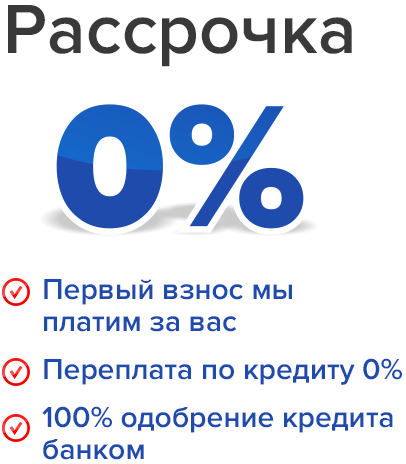 Рассрочка
0%
Первый взнос мы
платим за вас
Переплата по кредиту 0%
100% одобрение кредита
банком